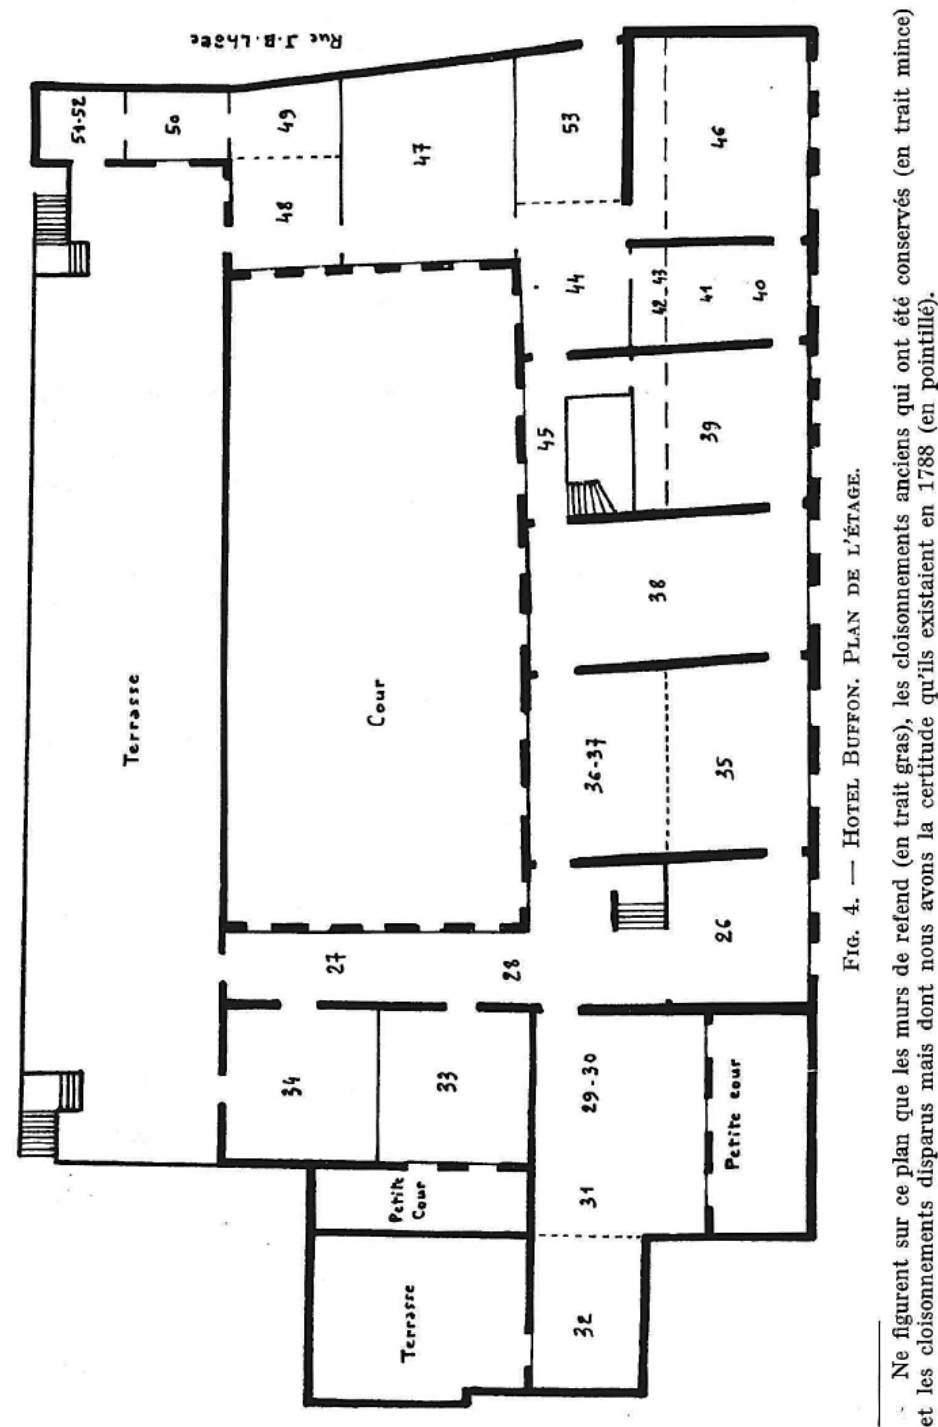 Rue J.B. Lhôte
51-52
50
49
48
47
53
46
44
42-43
41
40
45
39
38
36-37
35
26
27
28
34
33
29-30
31
32
Terrasse
Cour
Petite
Cour
Petite cour
Terrasse
FIG. 4. — HOTEL BUFFON. PLAN DE L'ÉTAGE.
Ne figurent sur ce plan que les murs de refend (en trait gras), les cloisonnements anciens qui ont été conservés (en trait mince)
et les cloisonnements disparus mais dont nous avons la certitude qu'ils existaient en 1788 (en pointillé).